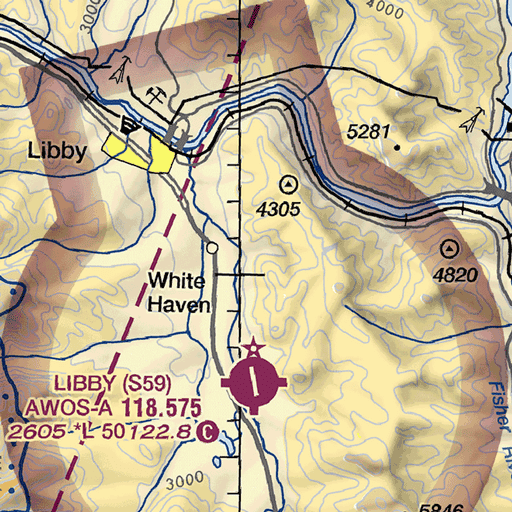 3000
4000
5281
Libby
4305
4820
White
Haven
LIBBY (S59)
AWOS-A 118.575
2605 *L 50 122.8 C
Fisher
3000
5846